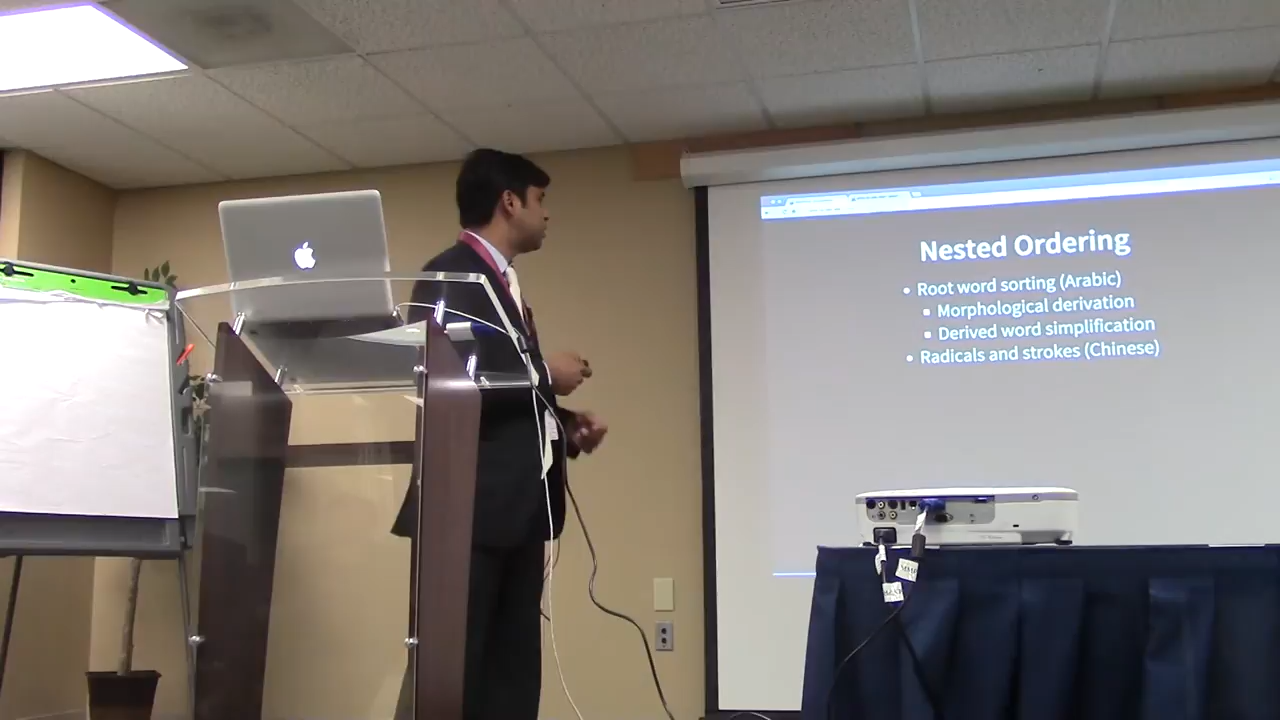 Nested Ordering
• Root word sorting (Arabic)
▪ Morphological derivation
▪ Derived word simplification
• Radicals and strokes (Chinese)